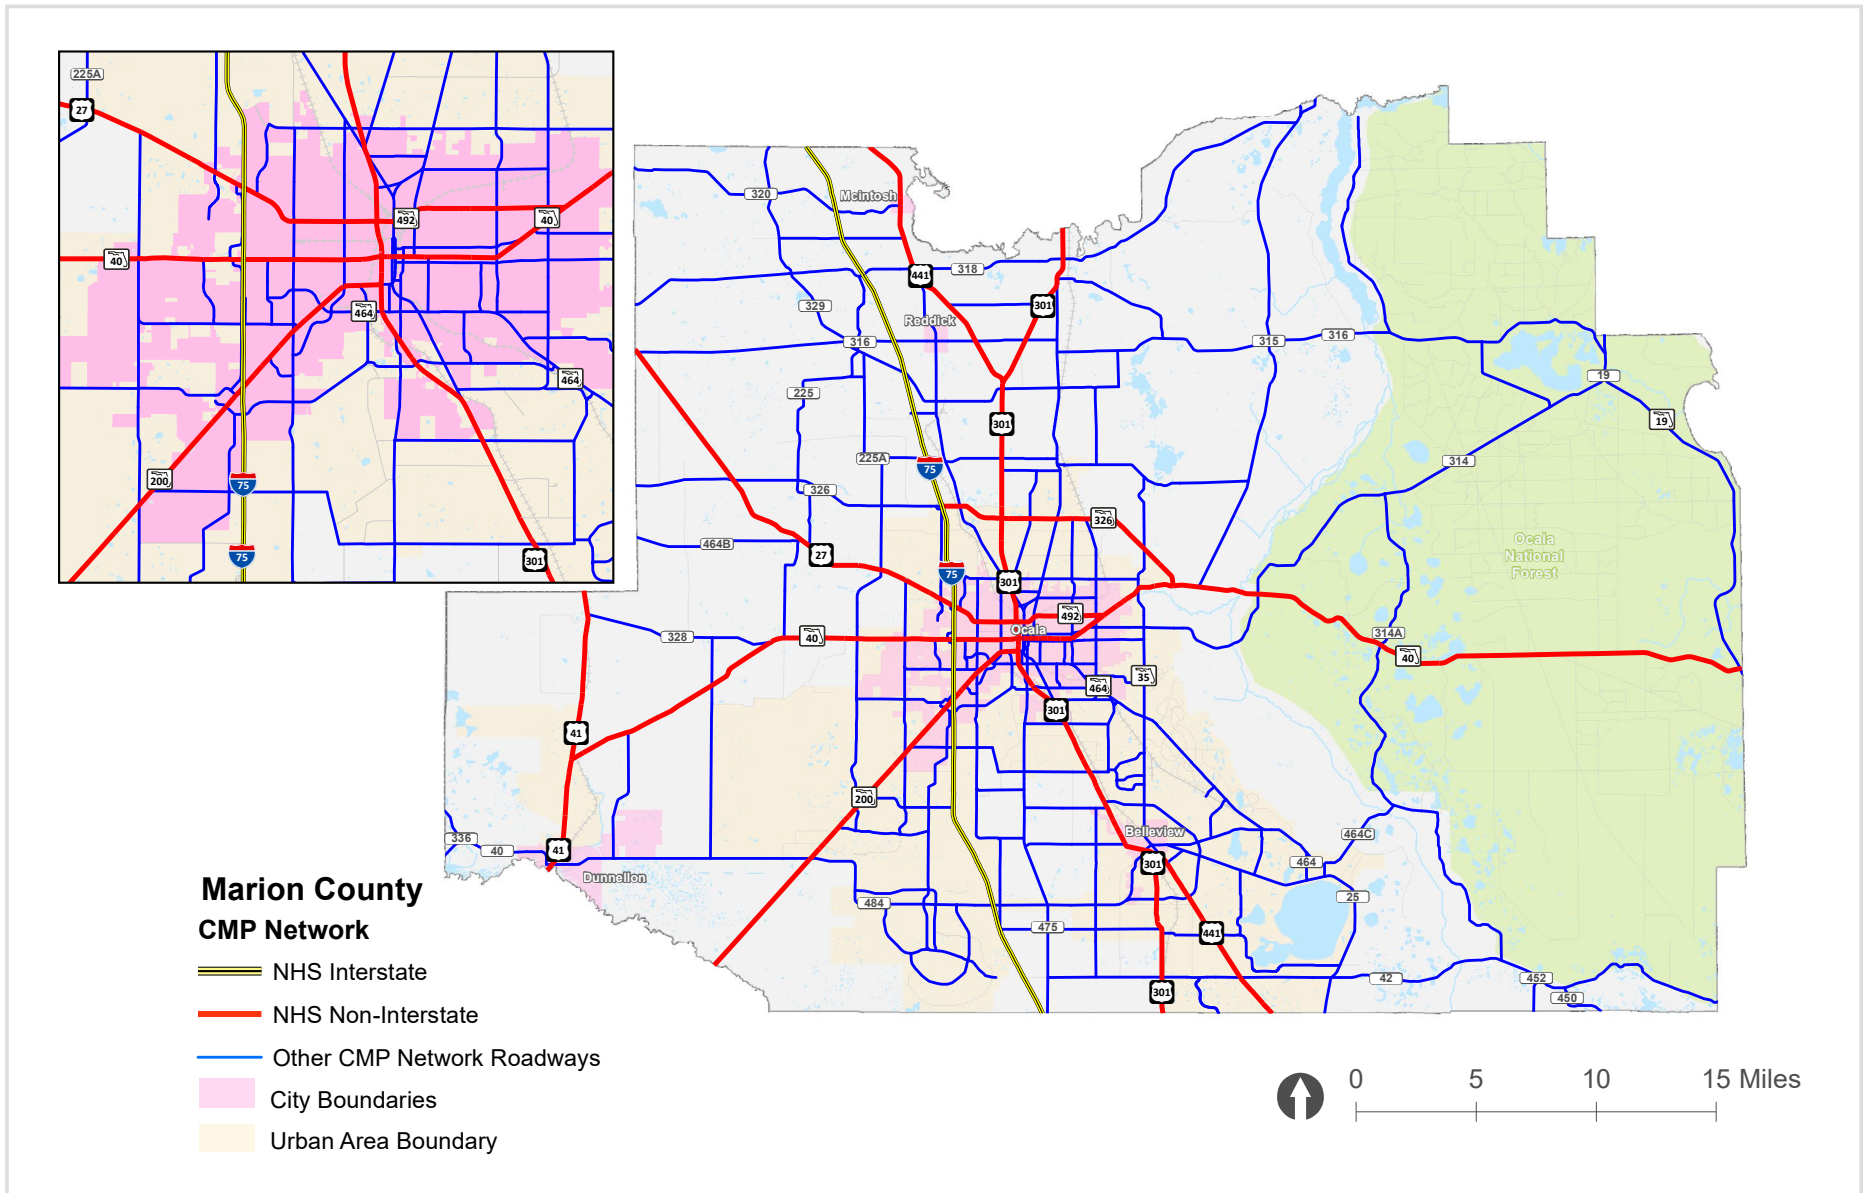 225A
27
40
492
40
464
464
200
75
75
301
320
Mcintosh
441
318
329
301
Reddick
316
315
316
225
19
19
301
225A
75
314
326
326
464B
27
75
301
Ocala
National
Forest
492
328
40
Ocala
314A
40
464
35
301
41
200
336
40
41
Belleview
301
464C
464
Dunnellon
484
25
475
441
42
452
450
301
Marion County
CMP Network
NHS Interstate
NHS Non-Interstate
Other CMP Network Roadways
City Boundaries
Urban Area Boundary
0 5 10 15 Miles